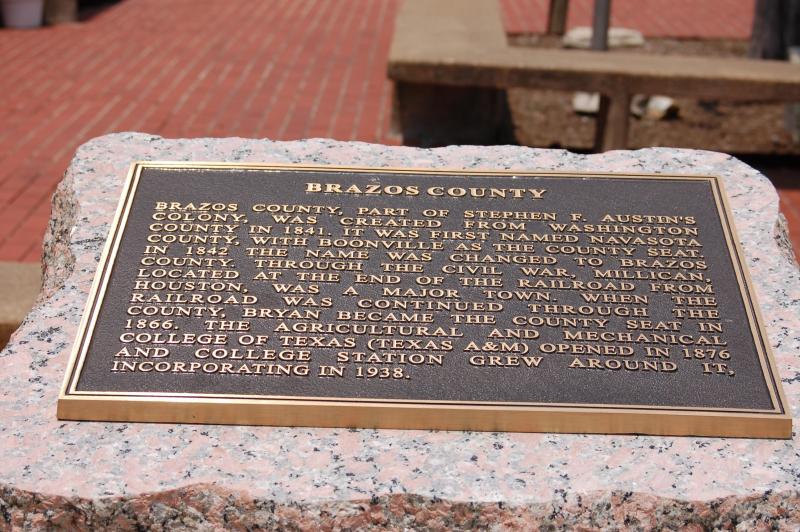 BRAZOS COUNTY
BRAZOS COUNTY, PART OF STEPHEN F. AUSTIN'S
COLONY, WAS CREATED FROM WASHINGTON
COUNTY IN 1841. IT WAS FIRST NAMED NAVASOTA
COUNTY, WITH BOONVILLE AS THE COUNTY SEAT.
IN 1842 THE NAME WAS CHANGED TO BRAZOS
COUNTY. THROUGH THE CIVIL WAR, MILLICAN,
LOCATED AT THE END OF THE RAILROAD FROM
HOUSTON, WAS A MAJOR TOWN. WHEN THE
RAILROAD WAS CONTINUED THROUGH THE
COUNTY, BRYAN BECAME THE COUNTY SEAT IN
1866. THE AGRICULTURAL AND MECHANICAL
COLLEGE OF TEXAS (TEXAS A&M) OPENED IN 1876
AND COLLEGE STATION GREW AROUND IT,
INCORPORATING IN 1938.